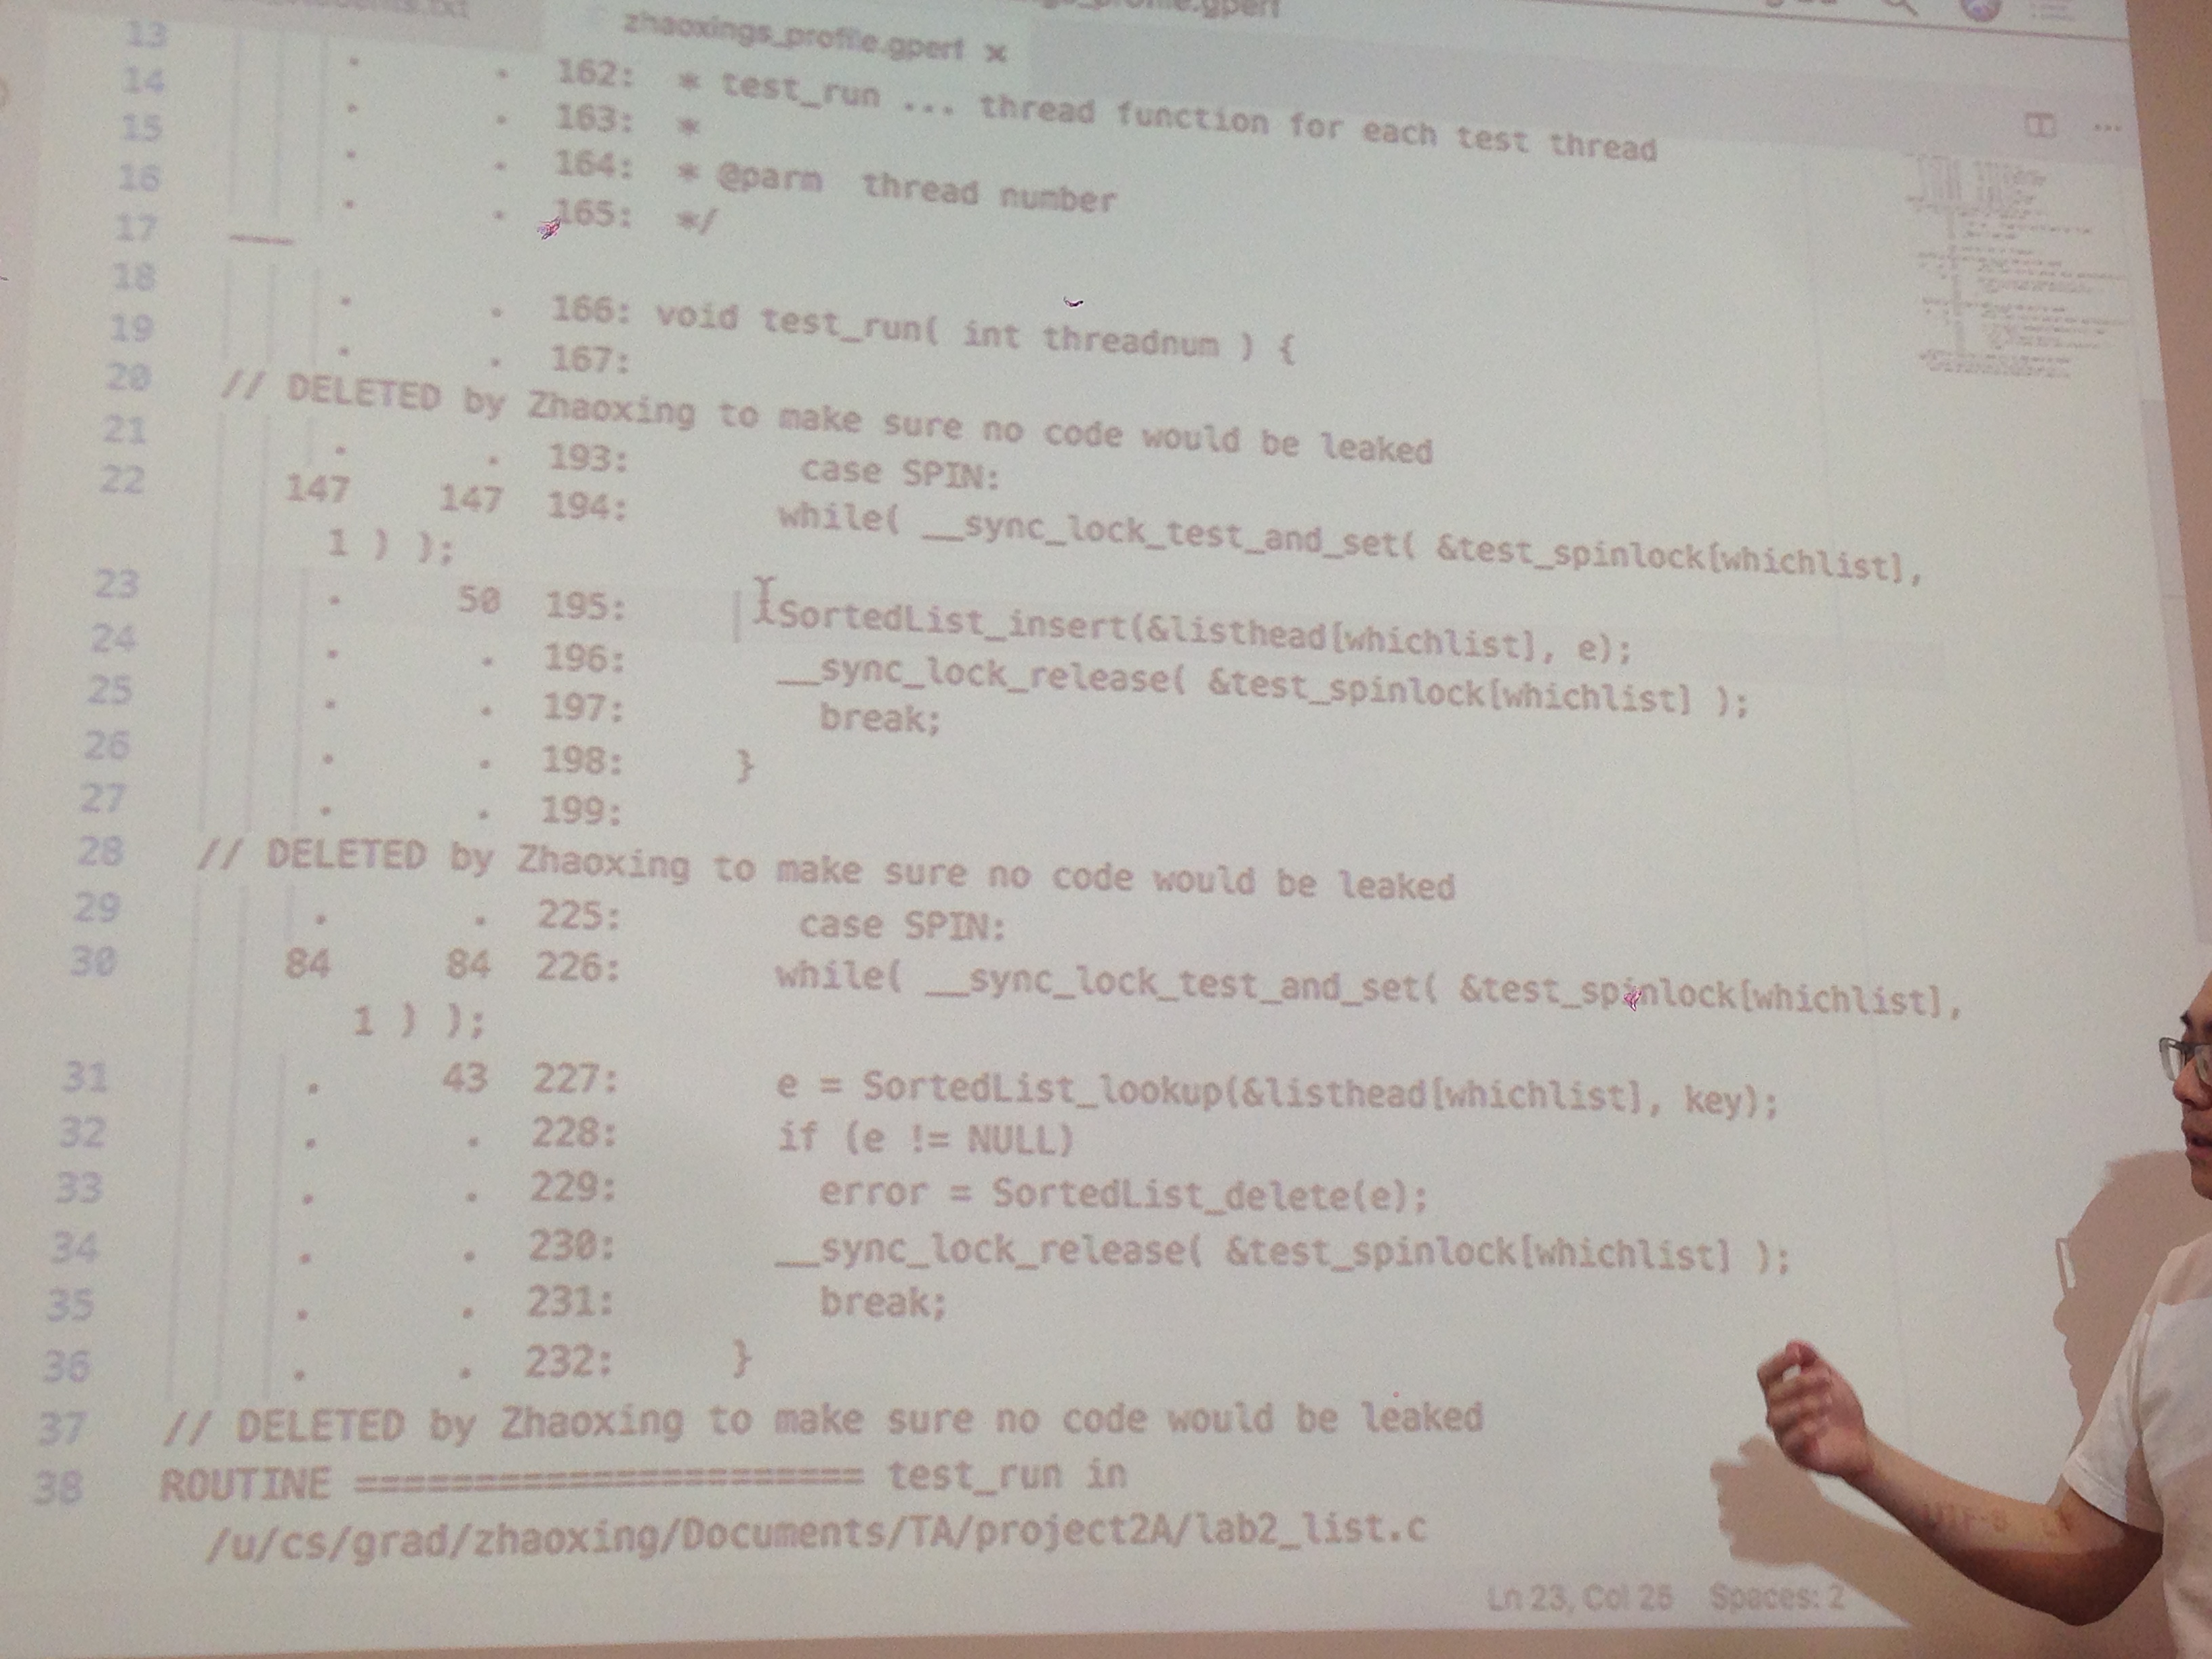 zhaoxings_profile.gperf ×
13
14 . . 162: * test_run ... thread function for each test thread
15 . . 163: *
16 . . 164: * @parm thread number
17 . . 165: */
18
19 . . 166: void test_run( int threadnum ) {
20 . . 167:
// DELETED by Zhaoxing to make sure no code would be leaked
21 . . 193: case SPIN:
22 147 147 194: while( __sync_lock_test_and_set( &test_spinlock[whichlist],
1 ) );
23 . 50 195: SortedList_insert(&listhead[whichlist], e);
24 . . 196: __sync_lock_release( &test_spinlock[whichlist] );
25 . . 197: break;
26 . . 198: }
27 . . 199:
28 // DELETED by Zhaoxing to make sure no code would be leaked
29 . . 225: case SPIN:
30 84 84 226: while( __sync_lock_test_and_set( &test_spinlock[whichlist],
1 ) );
31 . 43 227: e = SortedList_lookup(&listhead[whichlist], key);
32 . . 228: if (e != NULL)
33 . . 229: error = SortedList_delete(e);
34 . . 230: __sync_lock_release( &test_spinlock[whichlist] );
35 . . 231: break;
36 . . 232: }
37 // DELETED by Zhaoxing to make sure no code would be leaked
38 ROUTINE ====================== test_run in
/u/cs/grad/zhaoxing/Documents/TA/project2A/lab2_list.c
Ln 23, Col 25 Spaces: 2
UTF-8